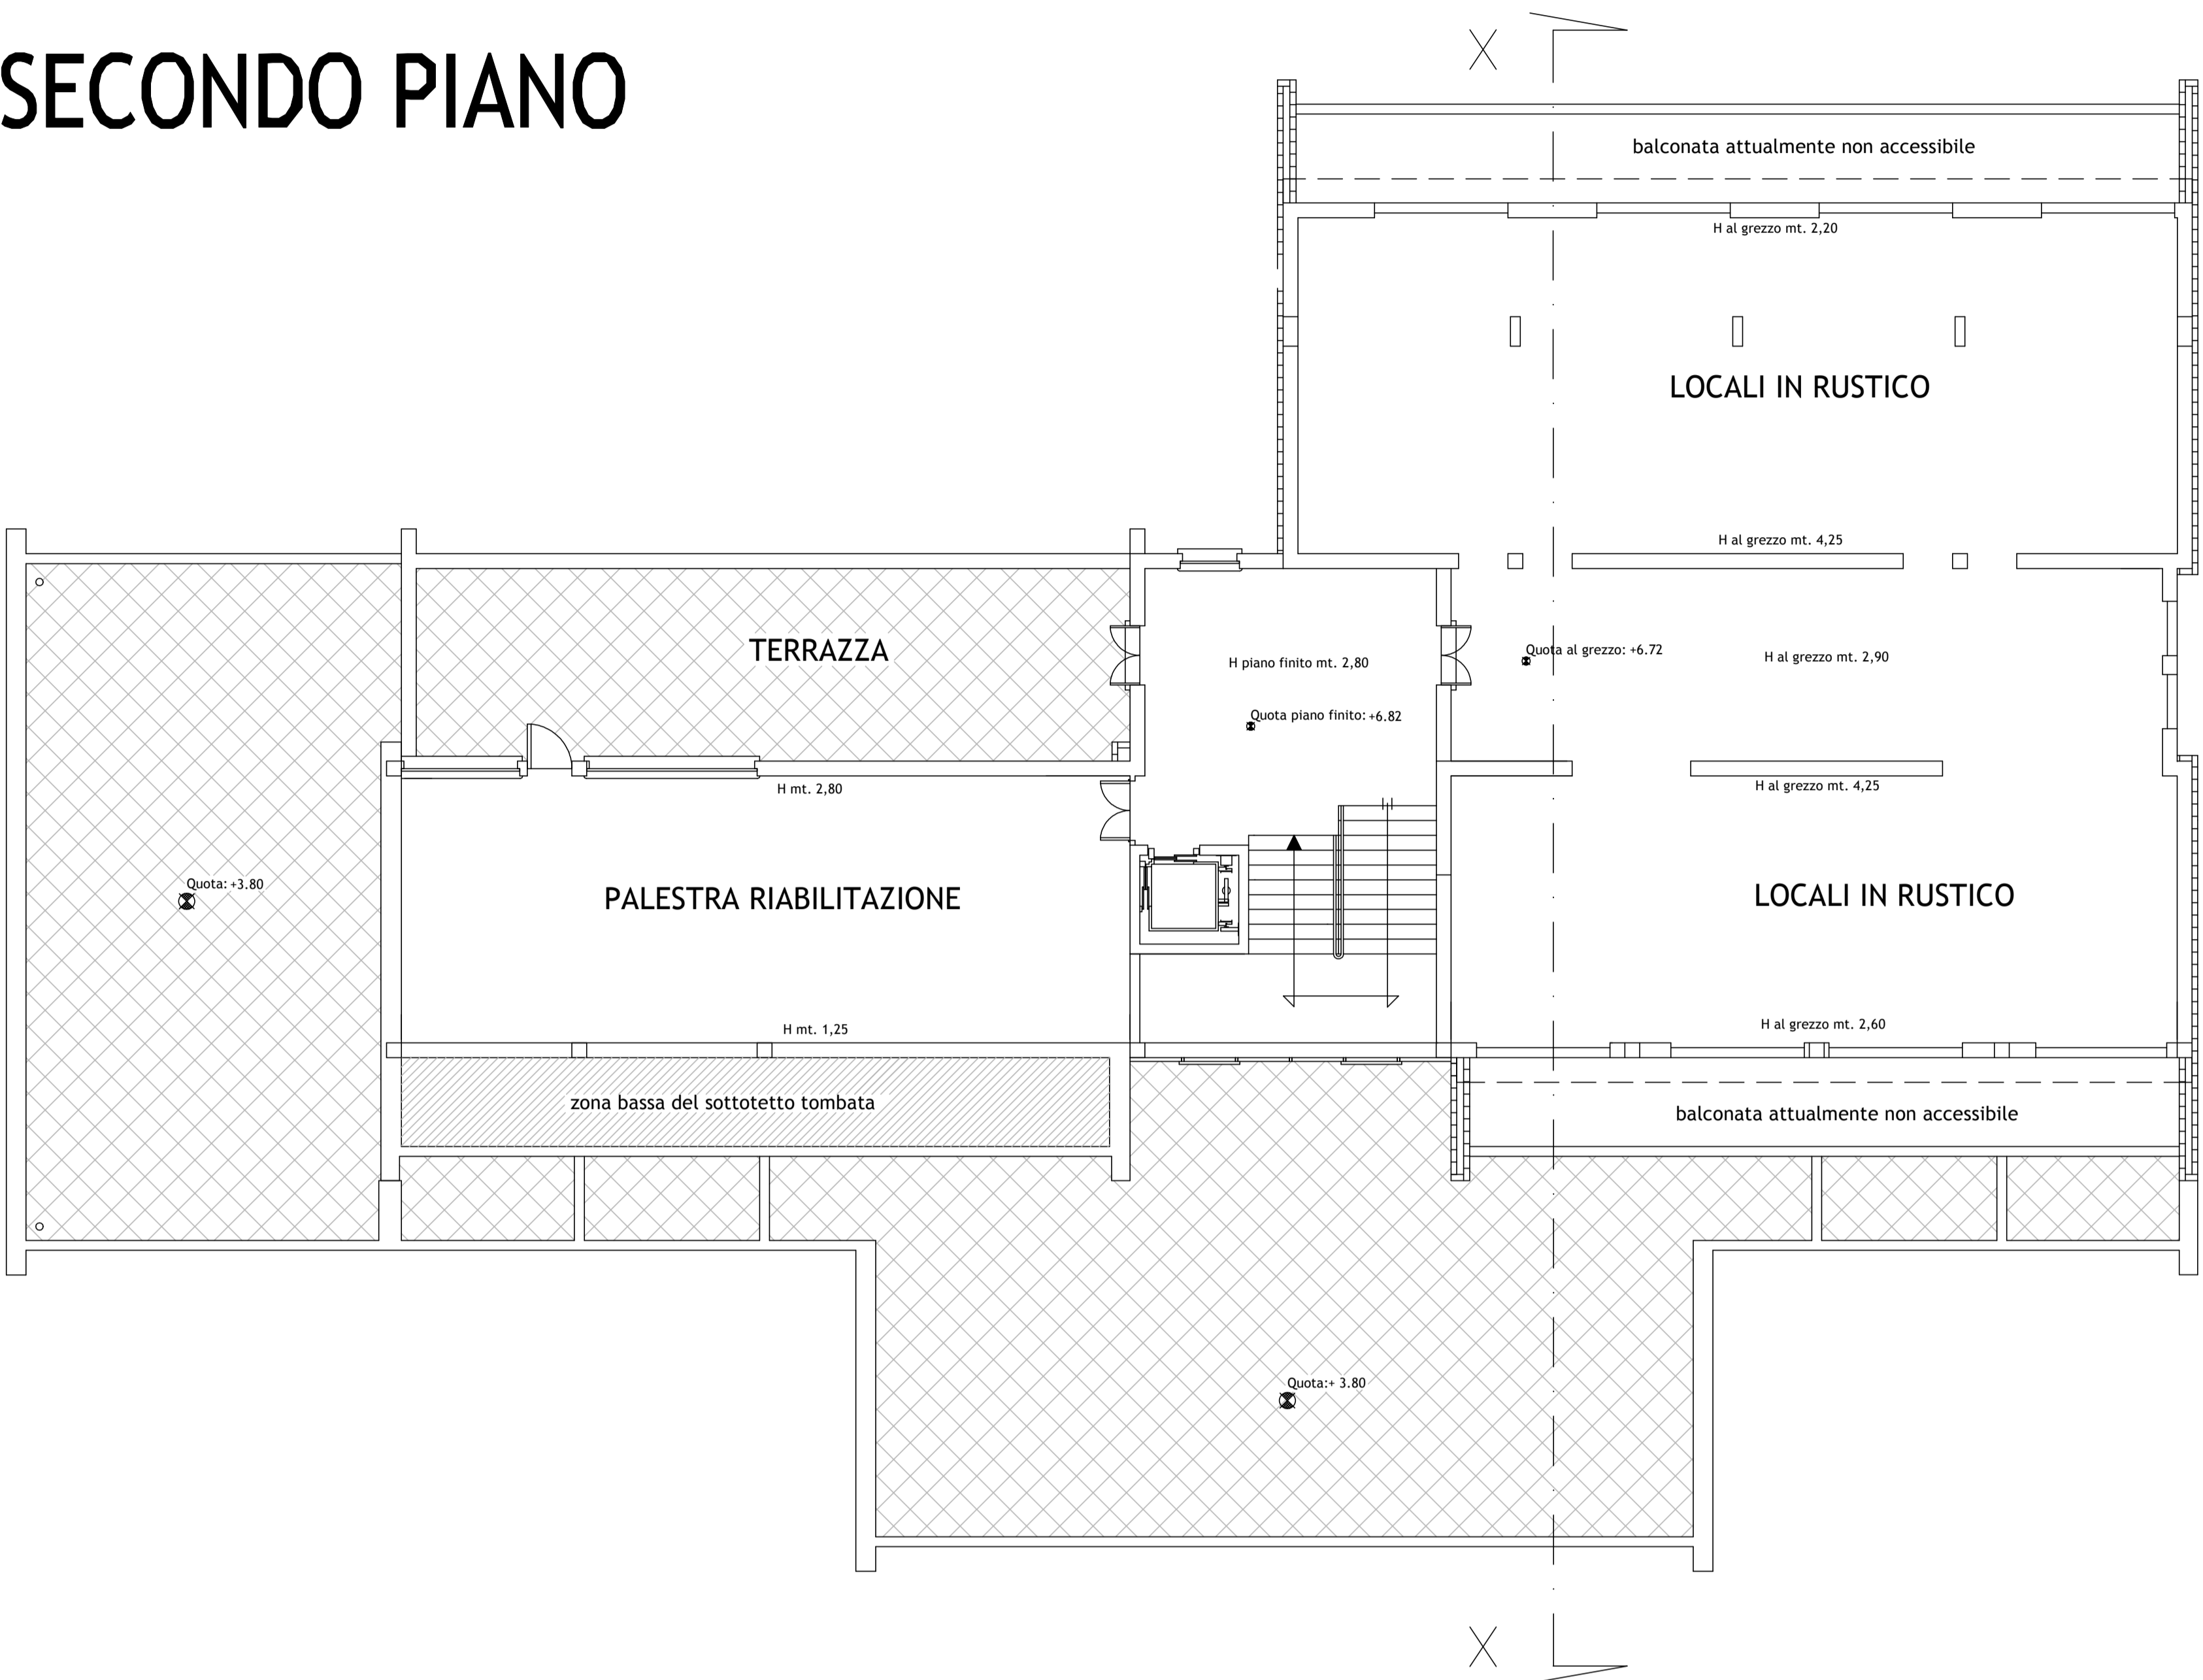 SECONDO PIANO
X
balconata attualmente non accessibile
H al grezzo mt. 2,20
LOCALI IN RUSTICO
H al grezzo mt. 4,25
TERRAZZA
H piano finito mt. 2,80
Quota al grezzo: +6.72
H al grezzo mt. 2,90
Quota piano finito: +6.82
H mt. 2,80
H al grezzo mt. 4,25
Quota: +3.80
PALESTRA RIABILITAZIONE
LOCALI IN RUSTICO
H mt. 1,25
H al grezzo mt. 2,60
zona bassa del sottotetto tombata
balconata attualmente non accessibile
Quota:+ 3.80
X